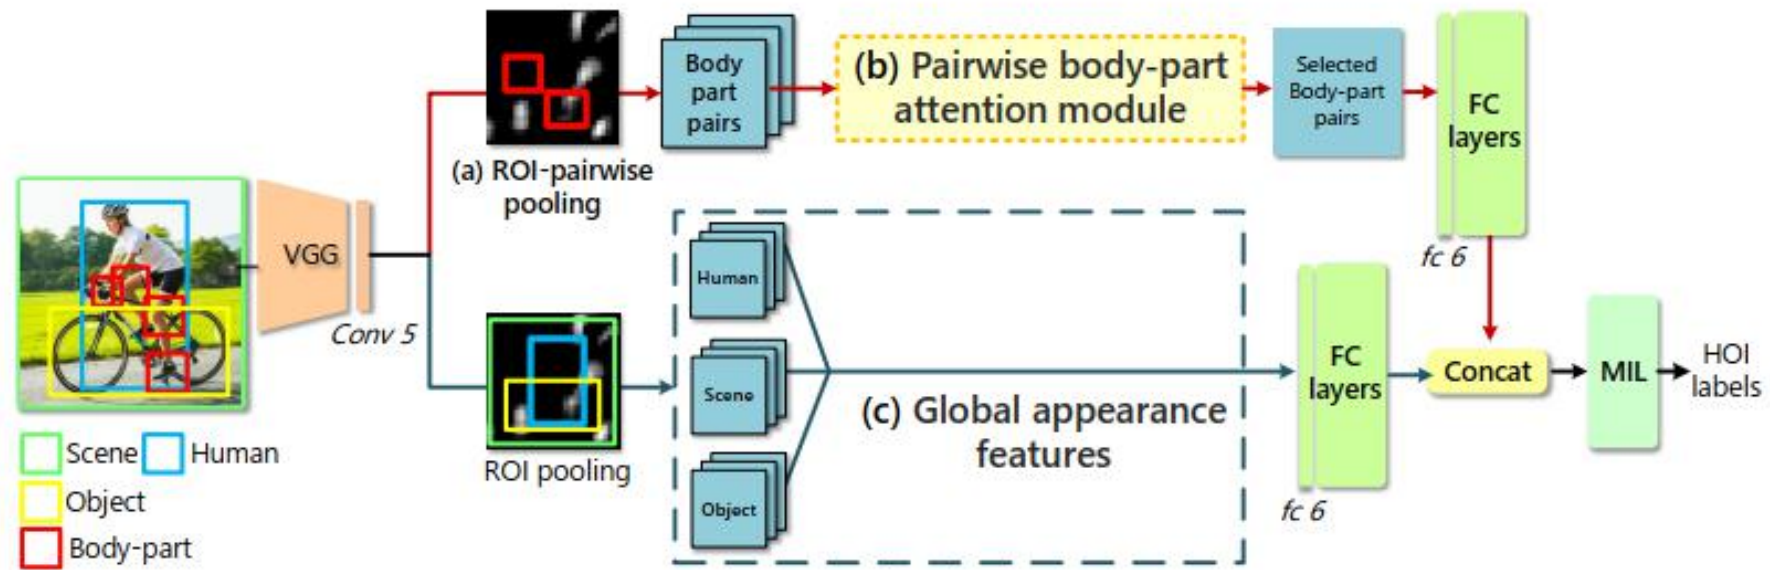 Body
part
pairs
(b) Pairwise body-part
attention module
Selected
Body-part
pairs
FC
layers
(a) ROI-pairwise
pooling
fc 6
VGG
Conv 5
Human
Scene
Object
(c) Global appearance
features
ROI pooling
FC
layers
fc 6
Concat
MIL
HOI
labels
Scene Human
Object
Body-part